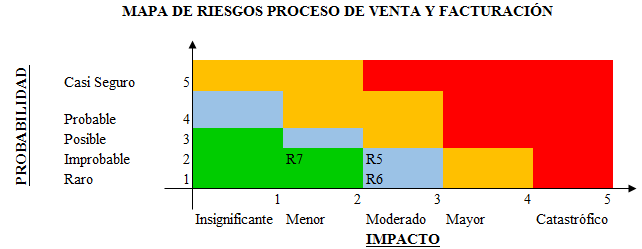 MAPA DE RIESGOS PROCESO DE VENTA Y FACTURACIÓN
PROBABILIDAD
Casi Seguro 5
Probable 4
Posible 3
Improbable 2 R7 R5
Raro 1 R6
1 2 3 4 5
Insignificante Menor Moderado Mayor Catastrófico
IMPACTO